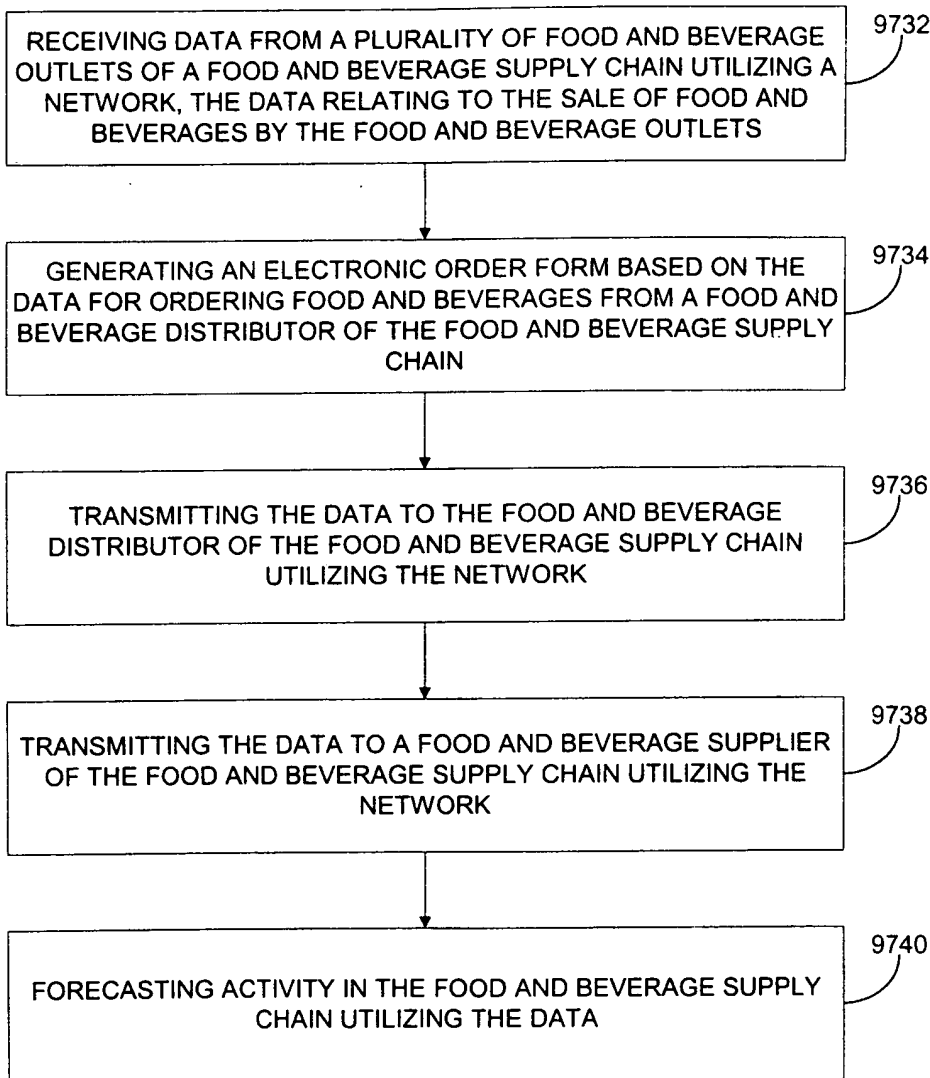 9732
RECEIVING DATA FROM A PLURALITY OF FOOD AND BEVERAGE
OUTLETS OF A FOOD AND BEVERAGE SUPPLY CHAIN UTILIZING A
NETWORK, THE DATA RELATING TO THE SALE OF FOOD AND
BEVERAGES BY THE FOOD AND BEVERAGE OUTLETS
9734
GENERATING AN ELECTRONIC ORDER FORM BASED ON THE
DATA FOR ORDERING FOOD AND BEVERAGES FROM A FOOD AND
BEVERAGE DISTRIBUTOR OF THE FOOD AND BEVERAGE SUPPLY
CHAIN
9736
TRANSMITTING THE DATA TO THE FOOD AND BEVERAGE
DISTRIBUTOR OF THE FOOD AND BEVERAGE SUPPLY CHAIN
UTILIZING THE NETWORK
9738
TRANSMITTING THE DATA TO A FOOD AND BEVERAGE SUPPLIER
OF THE FOOD AND BEVERAGE SUPPLY CHAIN UTILIZING THE
NETWORK
9740
FORECASTING ACTIVITY IN THE FOOD AND BEVERAGE SUPPLY
CHAIN UTILIZING THE DATA